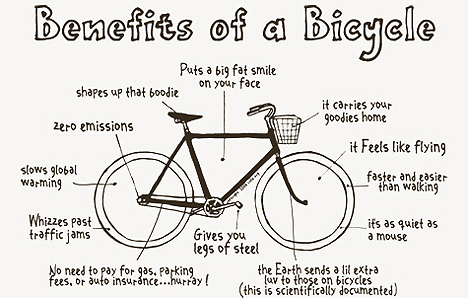 Benefits of a Bicycle
Puts a big fat smile
on your face
shapes up that boodie
it carries your
goodies home
zero emissions
it Feels like flying
slows global
warming
faster and easier
than walking
Whizzes past
traffic jams
Gives you
legs of steel
it's as quiet as
a mouse
No need to pay for gas, parking
fees, or auto insurance...hurray!
the Earth sends a lil extra
luv to those on bicycles
(this is scientifically documented)